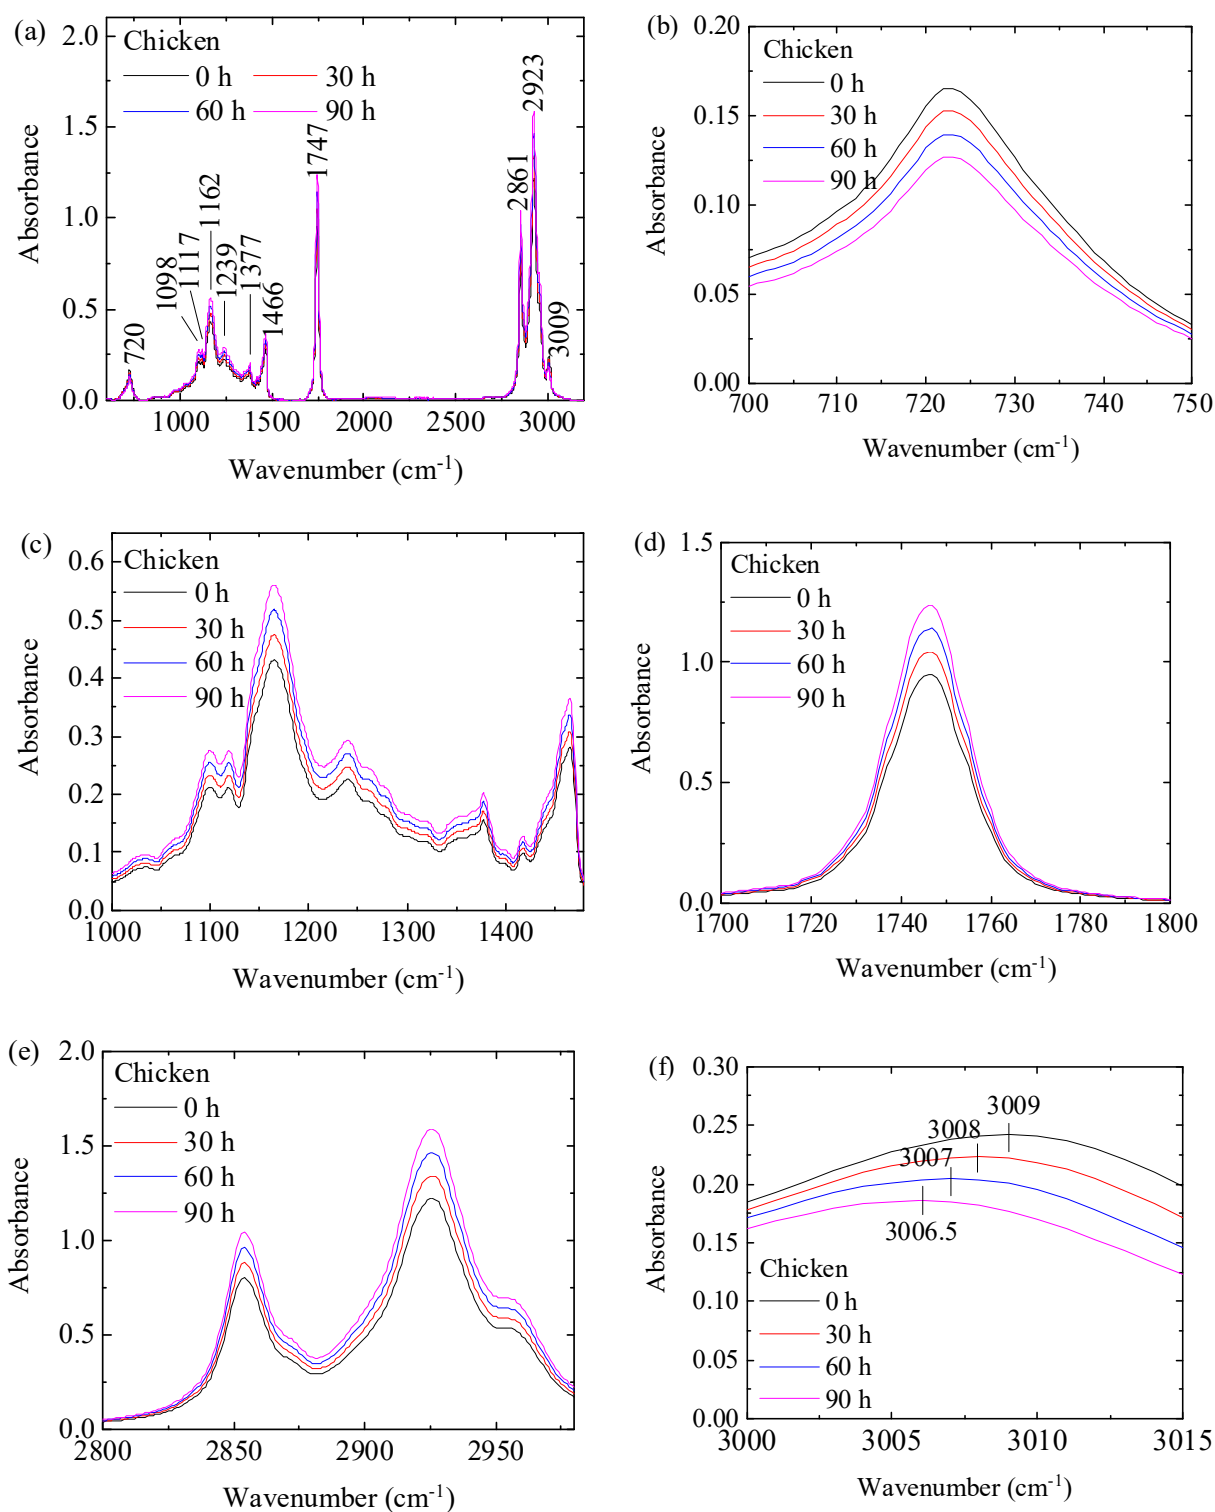 (a)
Chicken
0 h
30 h
60 h
90 h
2.0
1.5
1.0
0.5
0.0
Absorbance
720
1098
1117
1162
1239
1377
1466
1747
2861
2923
3009
1000 1500 2000 2500 3000
Wavenumber (cm-1)
(b)
Chicken
0 h
30 h
60 h
90 h
0.20
0.15
0.10
0.05
0.00
Absorbance
700 710 720 730 740 750
Wavenumber (cm-1)
(c)
Chicken
0 h
30 h
60 h
90 h
0.6
0.5
0.4
0.3
0.2
0.1
0.0
Absorbance
1000 1100 1200 1300 1400
Wavenumber (cm-1)
(d)
Chicken
0 h
30 h
60 h
90 h
1.5
1.0
0.5
0.0
Absorbance
1700 1720 1740 1760 1780 1800
Wavenumber (cm-1)
(e)
Chicken
0 h
30 h
60 h
90 h
2.0
1.5
1.0
0.5
0.0
Absorbance
2800 2850 2900 2950
Wavenumber (cm-1)
(f)
0.30
0.25
0.20
0.15
0.10
0.05
0.00
Absorbance
3009
3008
3007
3006.5
Chicken
0 h
30 h
60 h
90 h
3000 3005 3010 3015
Wavenumber (cm-1)